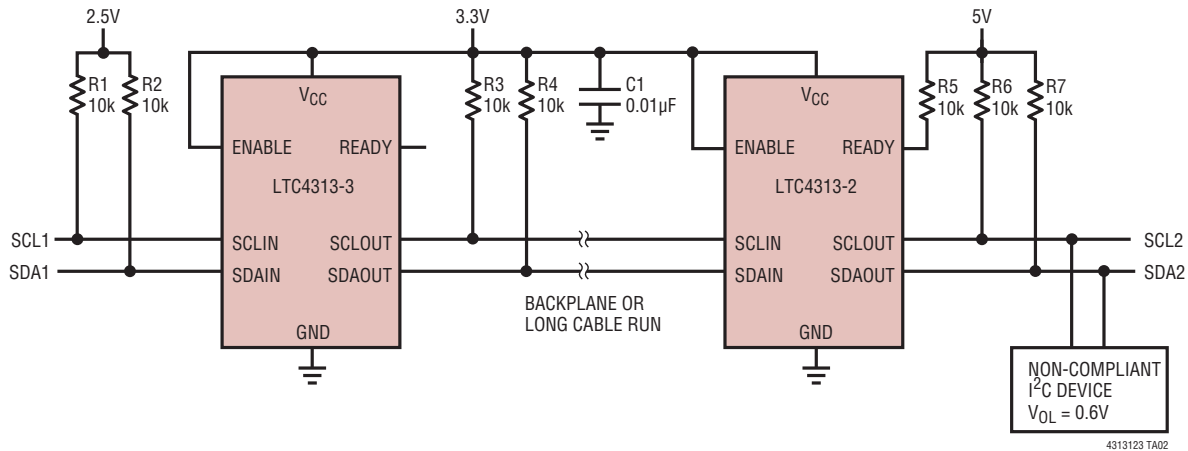 2.5V
3.3V
5V
R1
10k
R2
10k
VCC
ENABLE
READY
LTC4313-3
SCLIN
SCLOUT
SDAIN
SDAOUT
GND
R3
10k
R4
10k
C1
0.01µF
VCC
ENABLE
READY
LTC4313-2
SCLIN
SCLOUT
SDAIN
SDAOUT
GND
R5
10k
R6
10k
R7
10k
SCL1
SDA1
BACKPLANE OR
LONG CABLE RUN
SCL2
SDA2
NON-COMPLIANT
I2C DEVICE
VOL = 0.6V
4313123 TA02